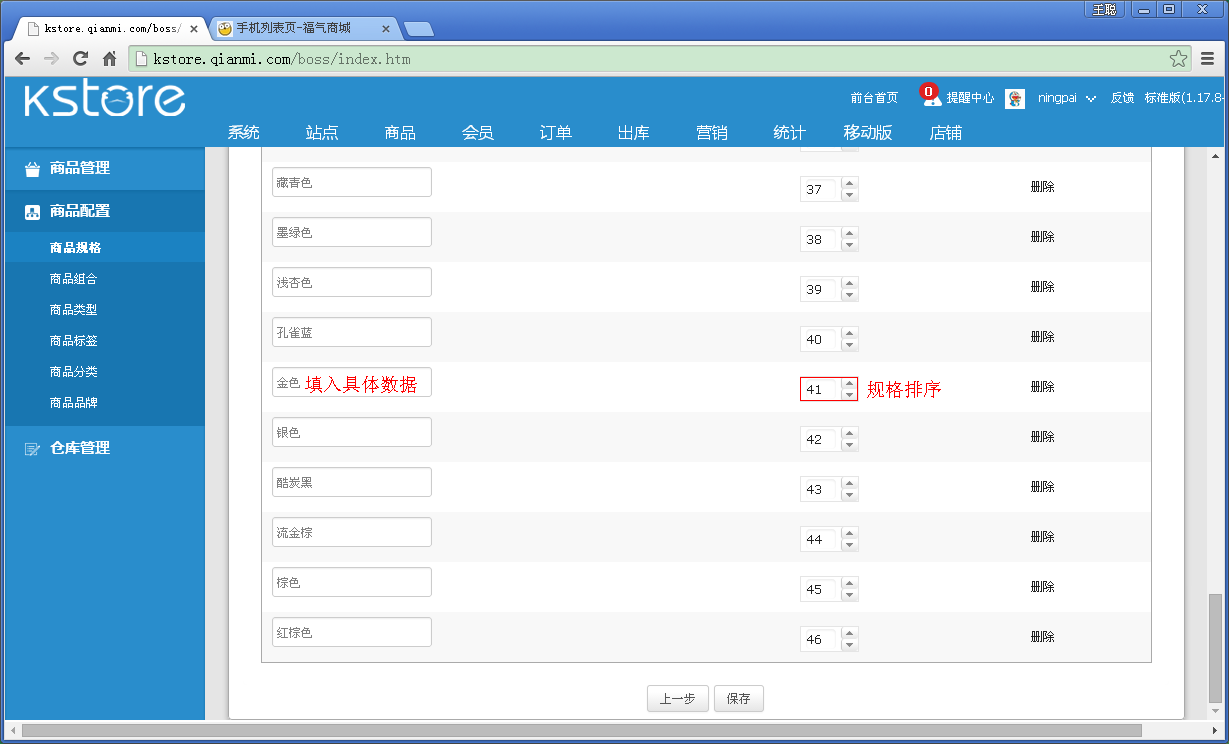 王聪
kstore.qianmi.com/boss/
手机列表页-福气商城
kstore.qianmi.com/boss/index.htm
kstore
前台首页
0
提醒中心
ningpai
反馈
标准版(1.17.8-
系统 站点 商品 会员 订单 出库 营销 统计 移动版 店铺
商品管理
商品配置
商品规格
商品组合
商品类型
商品标签
商品分类
商品品牌
仓库管理
藏青色 37 删除
墨绿色 38 删除
浅杏色 39 删除
孔雀蓝 40 删除
金色 填入具体数据 41 规格排序 删除
银色 42 删除
酷炭黑 43 删除
流金棕 44 删除
棕色 45 删除
红棕色 46 删除
上一步 保存